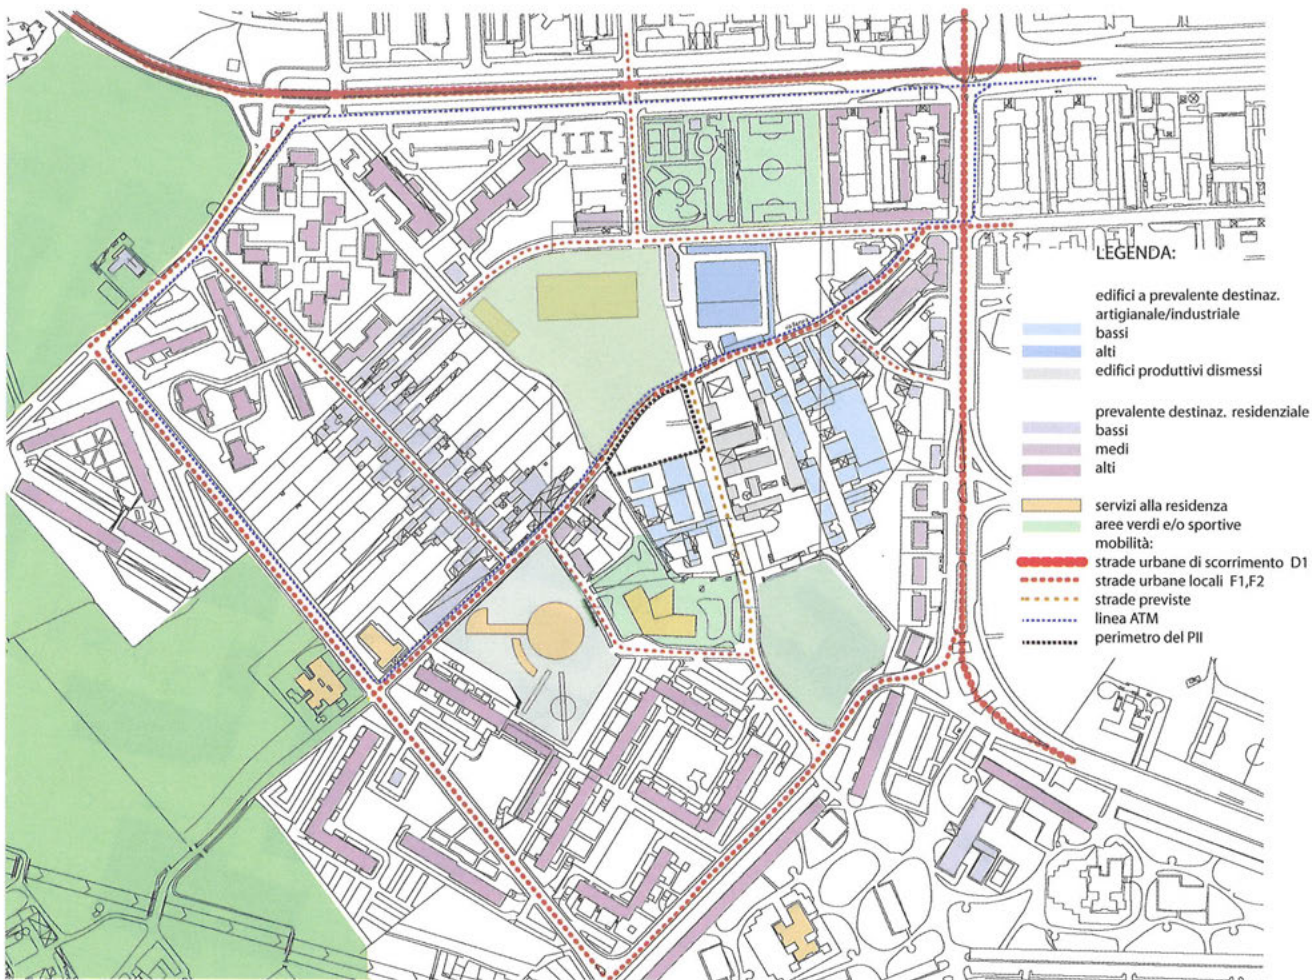 LEGENDA:
edifici a prevalente destinaz.
artigianale/industriale
bassi
alti
edifici produttivi dismessi
prevalente destinaz. residenziale
bassi
medi
alti
servizi alla residenza
aree verdi e/o sportive
mobilità:
strade urbane di scorrimento D1
strade urbane locali F1,F2
strade previste
linea ATM
perimetro del PII